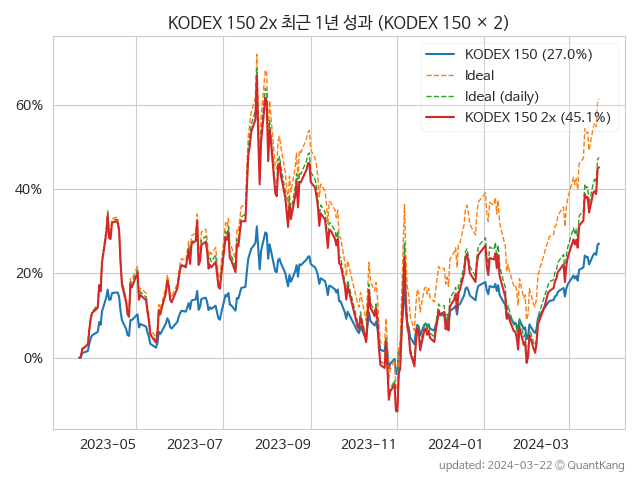 KODEX 150 2x 최근 1년 성과 (KODEX 150 × 2)
KODEX 150 (27.0%)
Ideal
Ideal (daily)
KODEX 150 2x (45.1%)
60%
40%
20%
0%
2023-05 2023-07 2023-09 2023-11 2024-01 2024-03
updated: 2024-03-22 © QuantKang